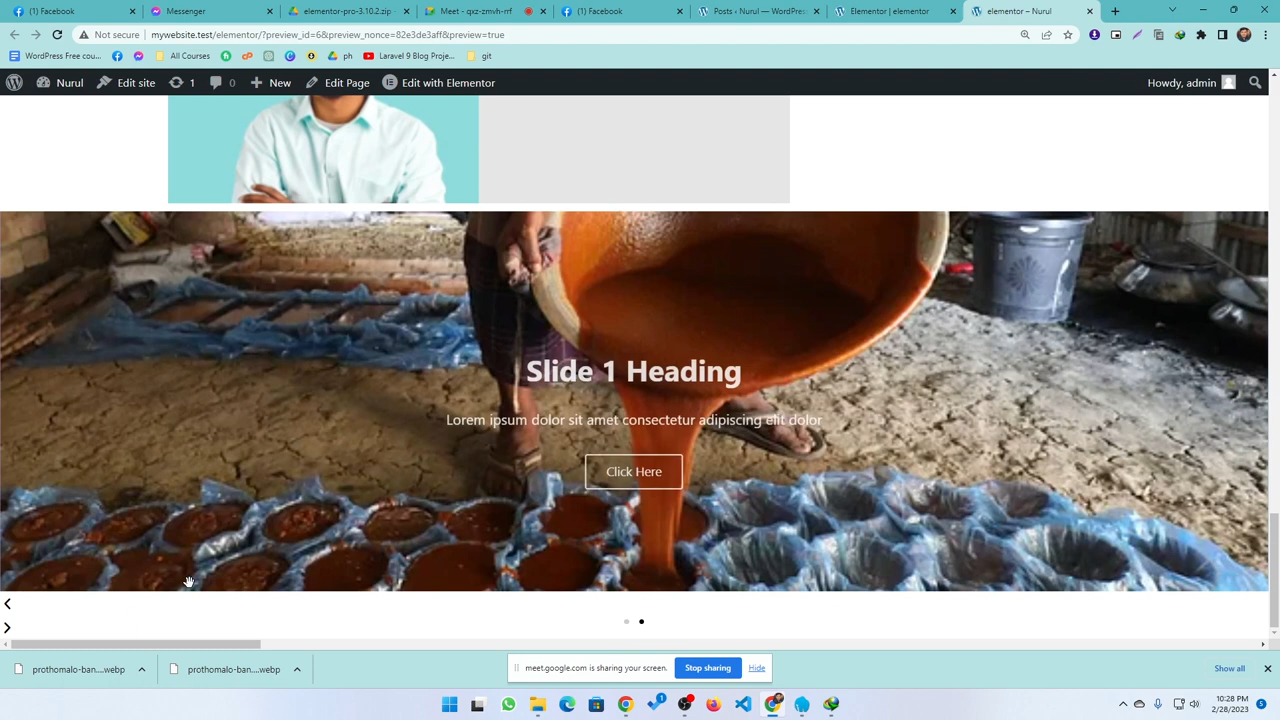 Facebook
Messenger
elementor-pro-3.10.2.zip -
Meet - qxz-zmvh-nrf
Facebook
Posts ‹ Nurul — WordPre
Elementor | elementor
elementor – Nurul
Not secure
mywebsite.test/elementor/?preview_id=6&preview_nonce=82e3de3aff&preview=true
WordPress Free cou...
All Courses
ph
Laravel 9 Blog Projec...
git
Nurul
Edit site
1
0
New
Edit Page
Edit with Elementor
Howdy, admin
Slide 1 Heading
Lorem ipsum dolor sit amet consectetur adipiscing elit dolor
Click Here
prothomalo-ban....webp
prothomalo-ban....webp
meet.google.com is sharing your screen.
Stop sharing
Hide
Show all
1
10:28 PM
2/28/2023
5